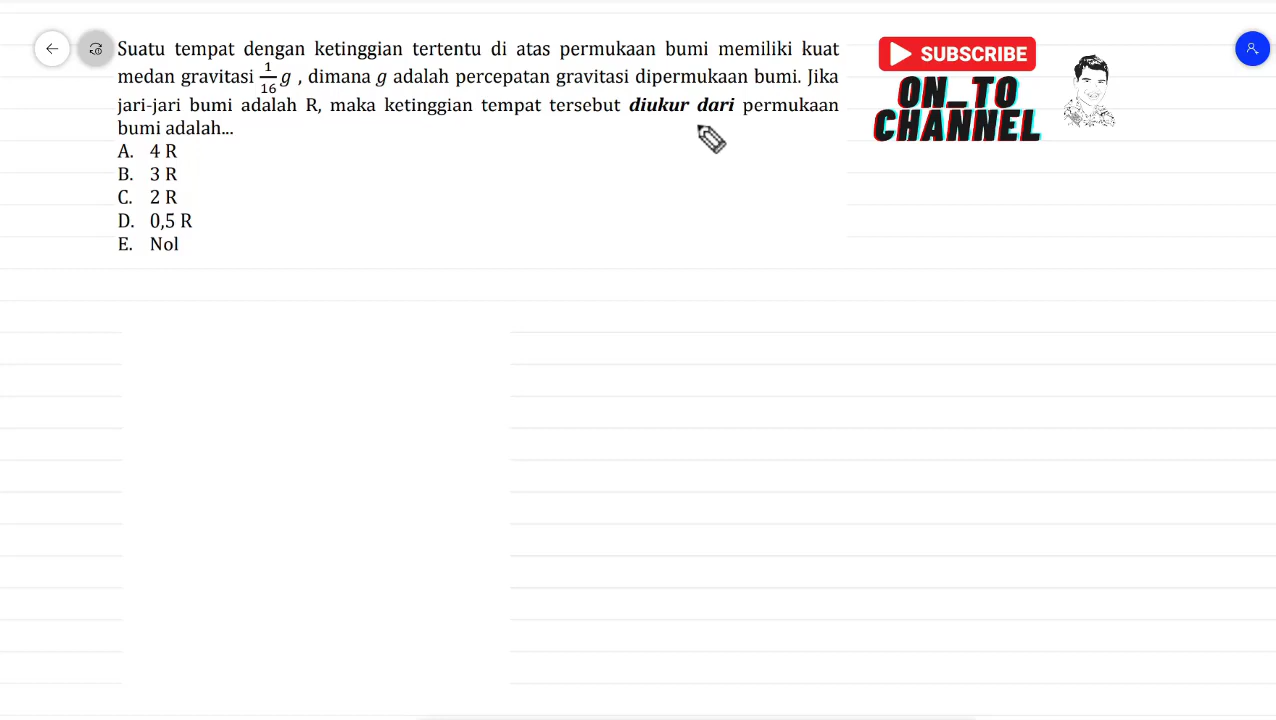 Suatu tempat dengan ketinggian tertentu di atas permukaan bumi memiliki kuat
medan gravitasi 1/16 g , dimana g adalah percepatan gravitasi dipermukaan bumi. Jika
jari-jari bumi adalah R, maka ketinggian tempat tersebut diukur dari permukaan
bumi adalah...
A. 4 R
B. 3 R
C. 2 R
D. 0,5 R
E. Nol
SUBSCRIBE
ON_TO
CHANNEL